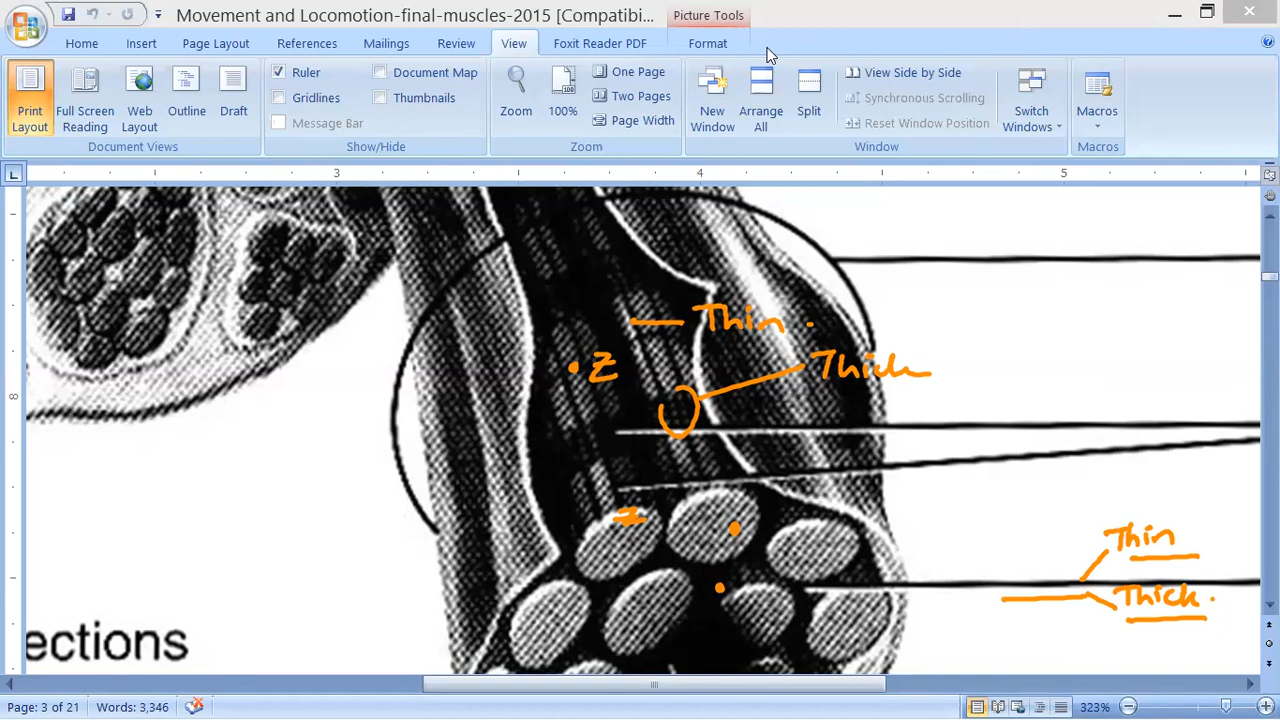 Movement and Locomotion-final-muscles-2015 [Compatibi...
Picture Tools
Home Insert Page Layout References Mailings Review View Foxit Reader PDF Format
Print Layout
Full Screen Reading
Web Layout
Outline
Draft
Document Views
Ruler
Gridlines
Message Bar
Document Map
Thumbnails
Show/Hide
Zoom
100%
One Page
Two Pages
Page Width
Zoom
New Window
Arrange All
Split
View Side by Side
Synchronous Scrolling
Reset Window Position
Switch Windows
Window
Macros
Macros
L
3 4 5
8
Thin
Z
Thick
Z
Thin
Thick.
ections
Page: 3 of 21 Words: 3,346 323%